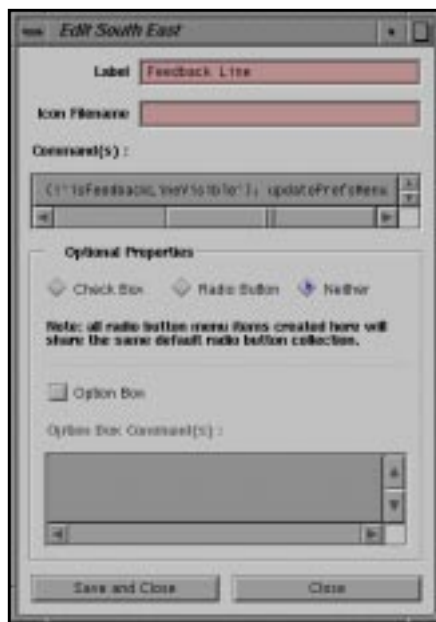 Edit South East
Label Feedback Line
Icon Filename
Command(s) :
("isFeedbackLineVisible"); updatePrefsMenu
Optional Properties
Check Box Radio Button Neither
Note: all radio button menu items created here will
share the same default radio button collection.
Option Box
Option Box Command(s) :
Save and Close Close